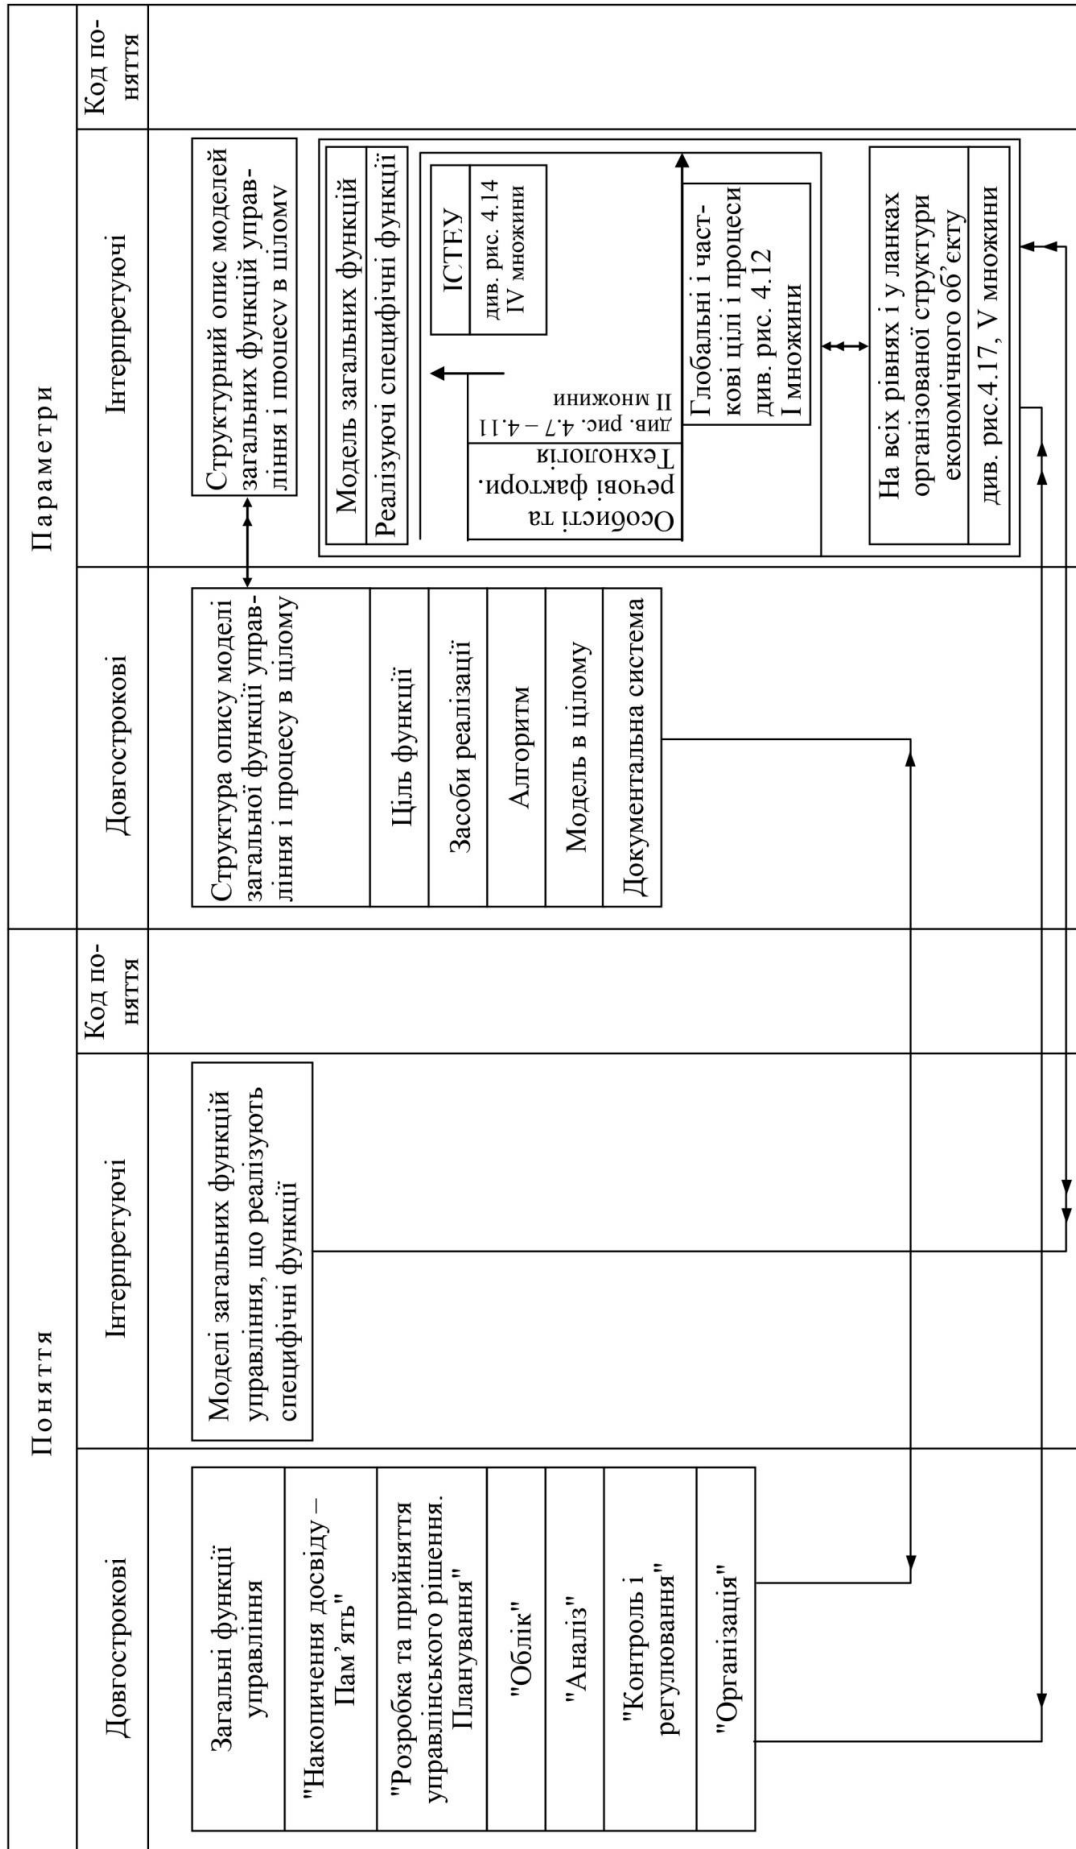 Поняття
Параметри
Довгострокові
Інтерпретуючі
Код по-
няття
Довгострокові
Інтерпретуючі
Код по-
няття
Загальні функції
управління
"Накопичення досвіду –
Пам’ять"
"Розробка та прийняття
управлінського рішення.
Планування"
"Облік"
"Аналіз"
"Контроль і
регулювання"
"Організація"
Моделі загальних функцій
управління, що реалізують
специфічні функції
Структура опису моделі
загальної функції управ-
ління і процесу в цілому
Ціль функції
Засоби реалізації
Алгоритм
Модель в цілому
Документальна система
Структурний опис моделей
загальних функцій управ-
ління і процесу в цілому
Модель загальних функцій
Реалізуючі специфічні функції
ІСТЕУ
див. рис. 4.14
IV множини
Особисті та
речові фактори.
Технологія
див. рис. 4.7 – 4.11
II множини
Глобальні і част-
кові цілі і процеси
див. рис. 4.12
I множини
На всіх рівнях і у ланках
організованої структури
економічного об’єкту
див. рис.4.17, V множини